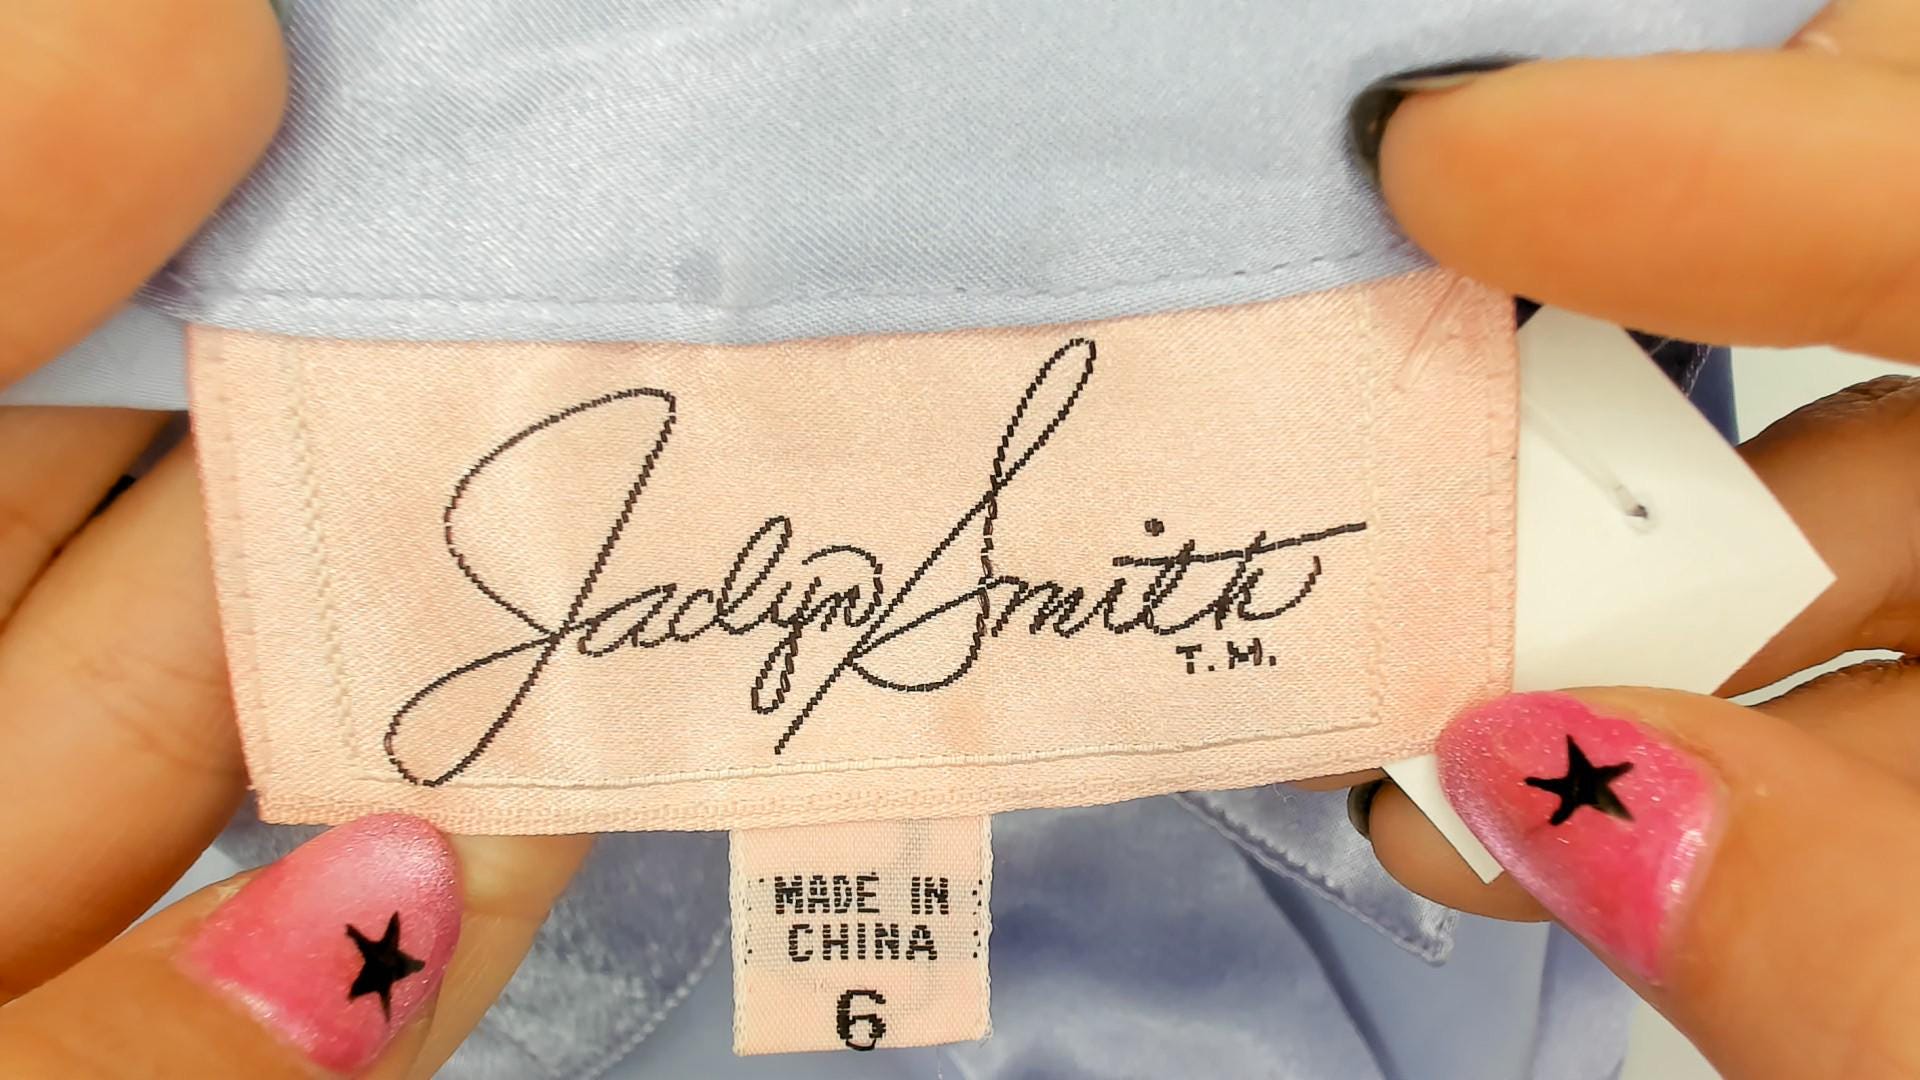 Jaclyn Smith
T.M.
MADE IN
CHINA
6